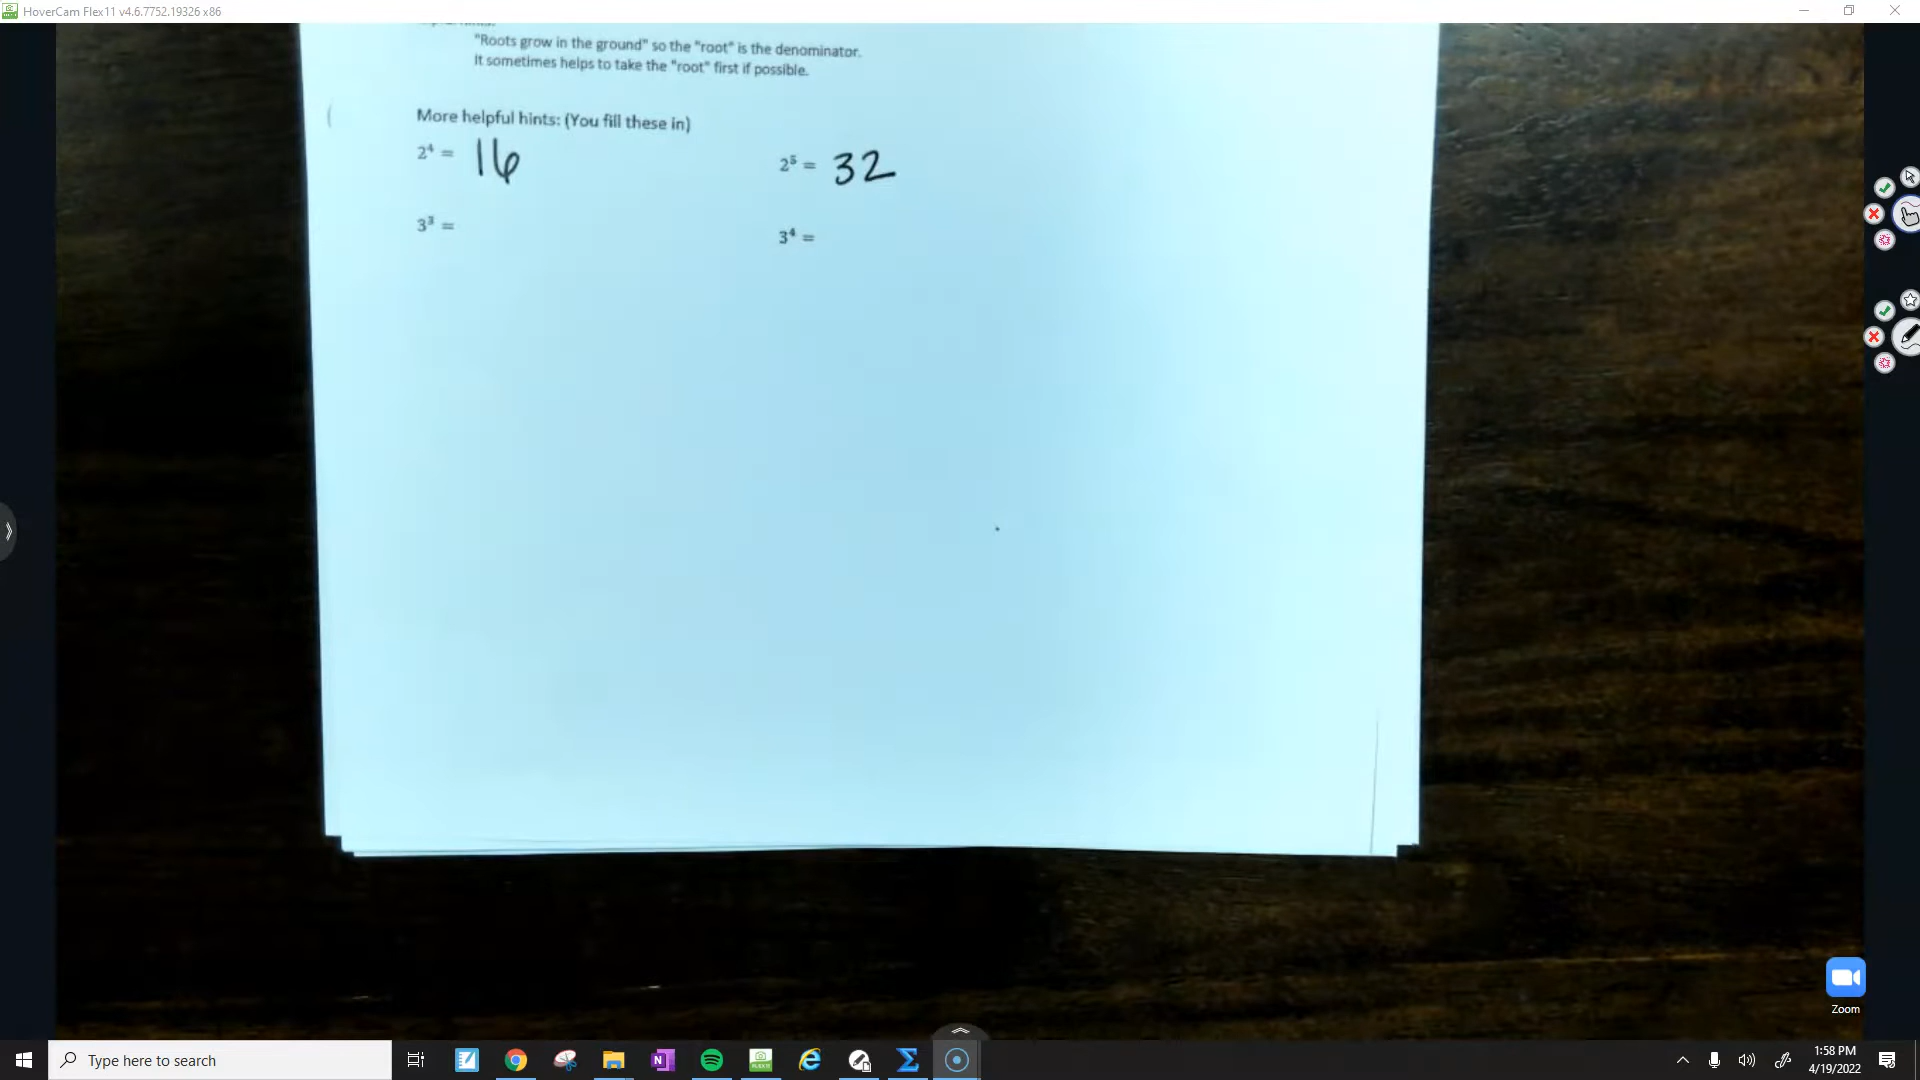 HoverCam Flex11 v4.6.7752.19326 x86
"Roots grow in the ground" so the "root" is the denominator.
It sometimes helps to take the "root" first if possible.
More helpful hints: (You fill these in)
2⁴ = 16
2⁵ = 32
3³ =
3⁴ =
Zoom
Type here to search
1:58 PM
4/19/2022